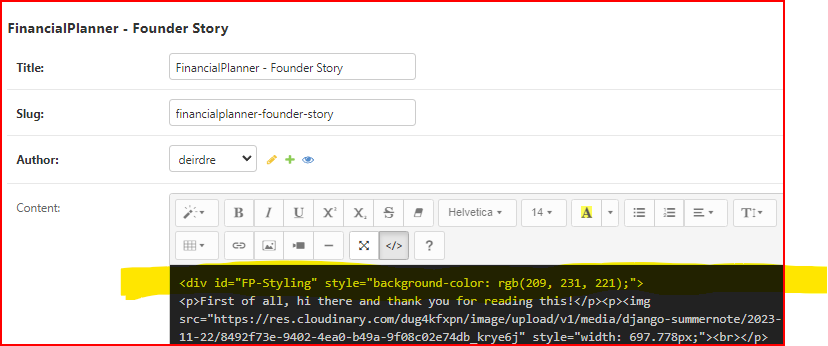 FinancialPlanner - Founder Story
Title: FinancialPlanner - Founder Story
Slug: financialplanner-founder-story
Author: deirdre
Content:
B I U X² X₂ S Helvetica 14 A T
</> ?
<div id="FP-Styling" style="background-color: rgb(209, 231, 221);">
<p>First of all, hi there and thank you for reading this!</p><p><img
src="https://res.cloudinary.com/dug4kfxpn/image/upload/v1/media/django-summernote/2023-
11-22/8492f73e-9402-4ea0-b49a-9f08c02e74db_krye6j" style="width: 697.778px;"><br></p>